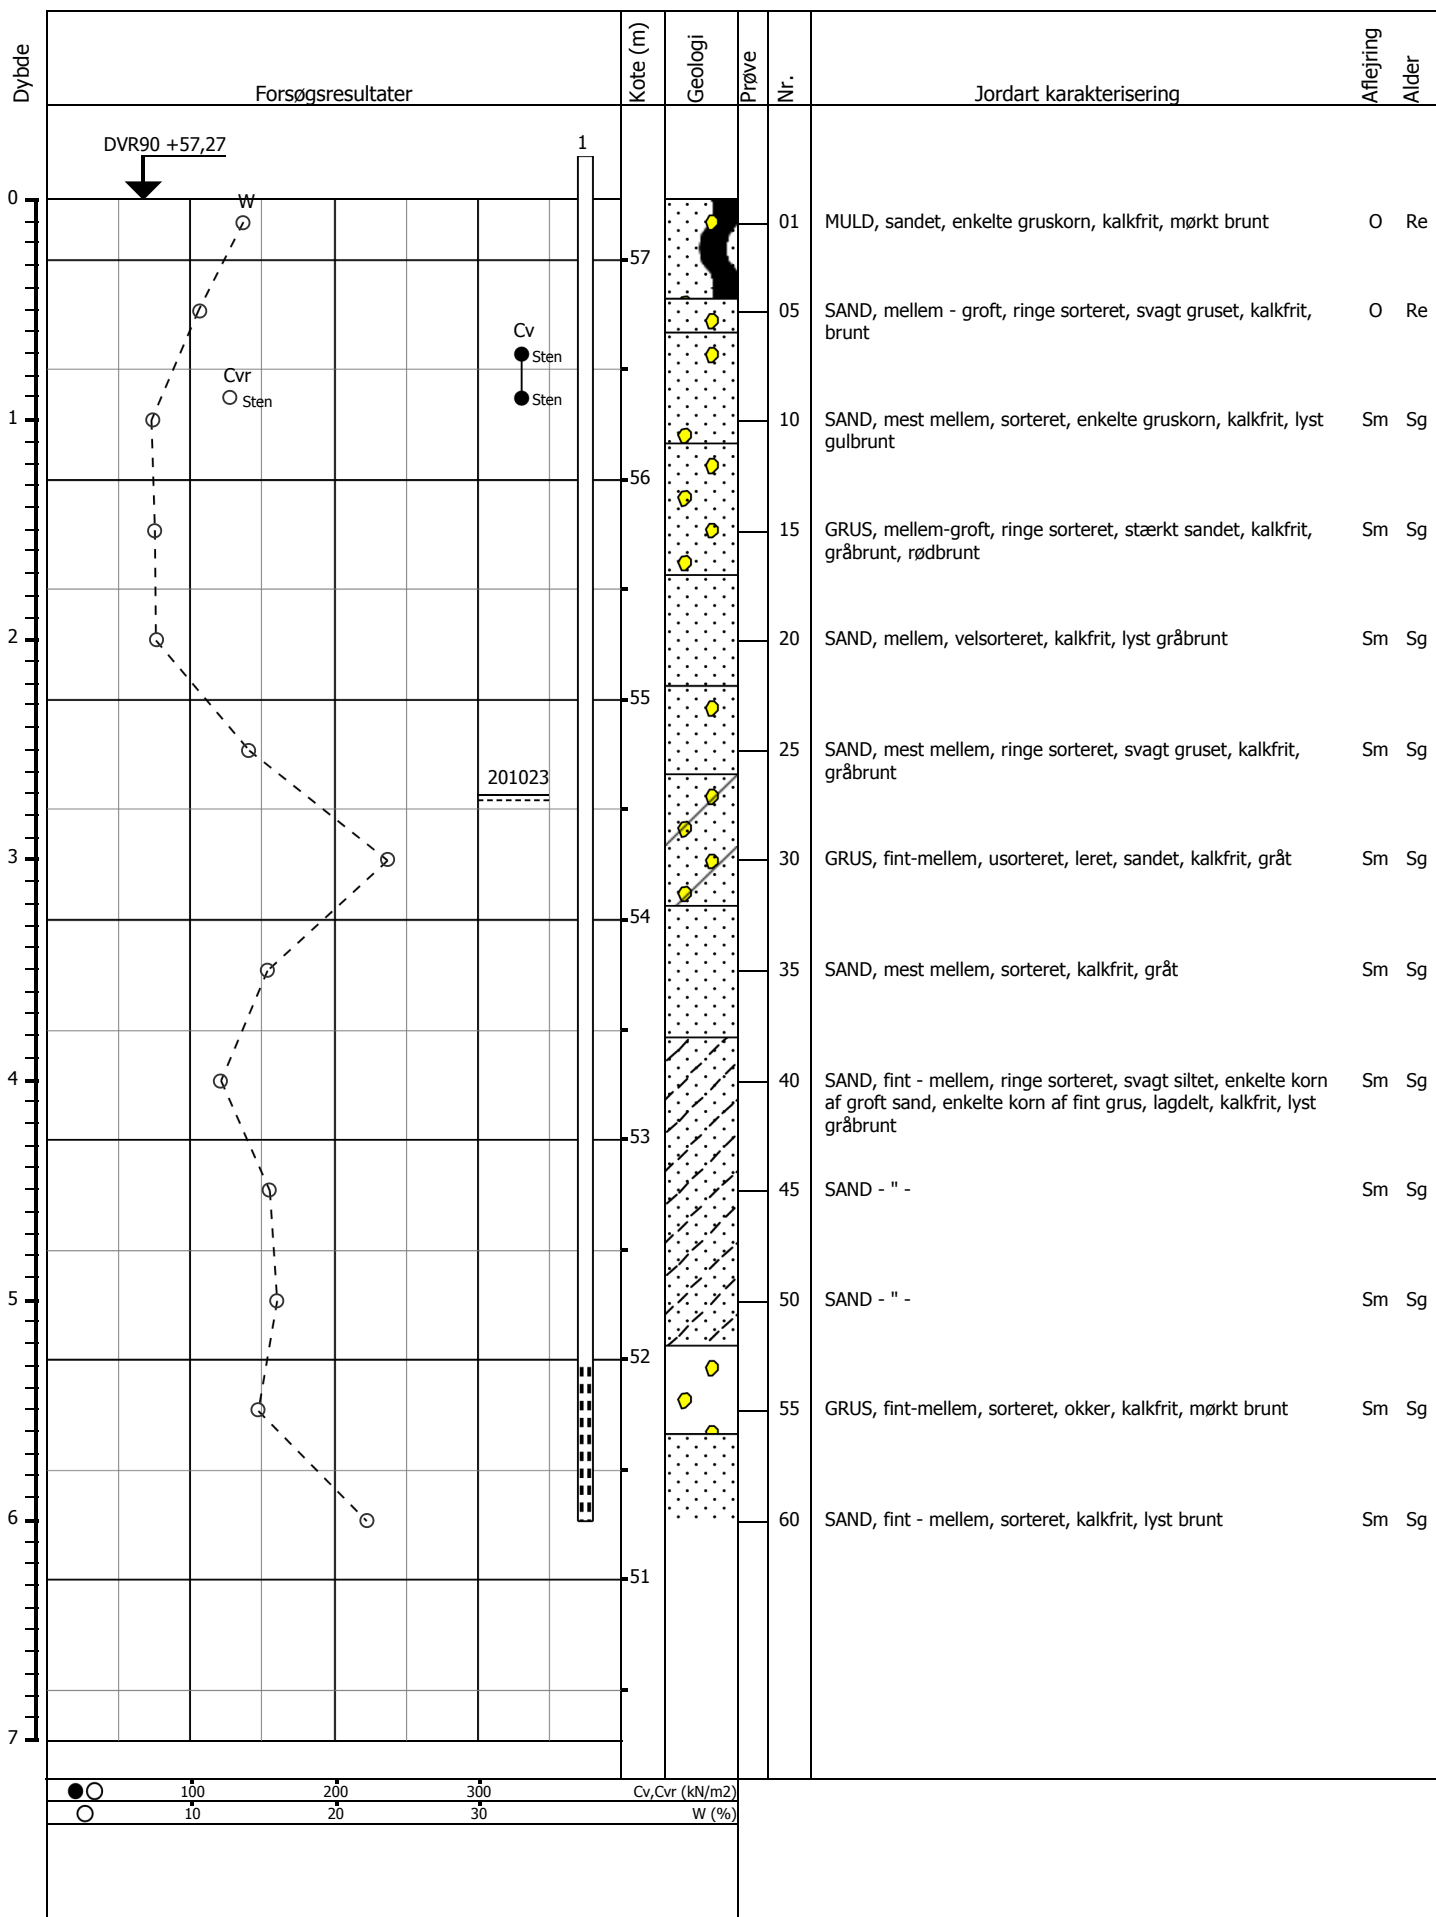 Dybde
Forsøgsresultater
Kote (m)
Geologi
Prøve
Nr.
Jordart karakterisering
Aflejring
Alder
DVR90 +57,27
1
0
W
01 MULD, sandet, enkelte gruskorn, kalkfrit, mørkt brunt O Re
57
05 SAND, mellem - groft, ringe sorteret, svagt gruset, kalkfrit, O Re
brunt
Cv
Sten
Cvr
Sten
Sten
1
10 SAND, mest mellem, sorteret, enkelte gruskorn, kalkfrit, lyst Sm Sg
gulbrunt
56
15 GRUS, mellem-groft, ringe sorteret, stærkt sandet, kalkfrit, Sm Sg
gråbrunt, rødbrunt
2
20 SAND, mellem, velsorteret, kalkfrit, lyst gråbrunt Sm Sg
55
25 SAND, mest mellem, ringe sorteret, svagt gruset, kalkfrit, Sm Sg
gråbrunt
201023
3
30 GRUS, fint-mellem, usorteret, leret, sandet, kalkfrit, gråt Sm Sg
54
35 SAND, mest mellem, sorteret, kalkfrit, gråt Sm Sg
4
40 SAND, fint - mellem, ringe sorteret, svagt siltet, enkelte korn Sm Sg
af groft sand, enkelte korn af fint grus, lagdelt, kalkfrit, lyst
gråbrunt
53
45 SAND - " - Sm Sg
5
50 SAND - " - Sm Sg
52
55 GRUS, fint-mellem, sorteret, okker, kalkfrit, mørkt brunt Sm Sg
6
60 SAND, fint - mellem, sorteret, kalkfrit, lyst brunt Sm Sg
51
7
100 200 300 Cv,Cvr (kN/m2)
10 20 30 W (%)